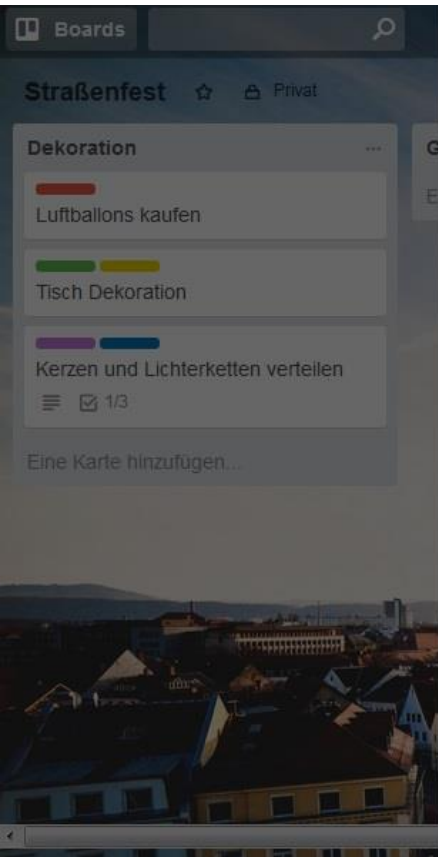 Boards
Straßenfest Privat
Dekoration ... G
E
Luftballons kaufen
Tisch Dekoration
Kerzen und Lichterketten verteilen
1/3
Eine Karte hinzufügen...